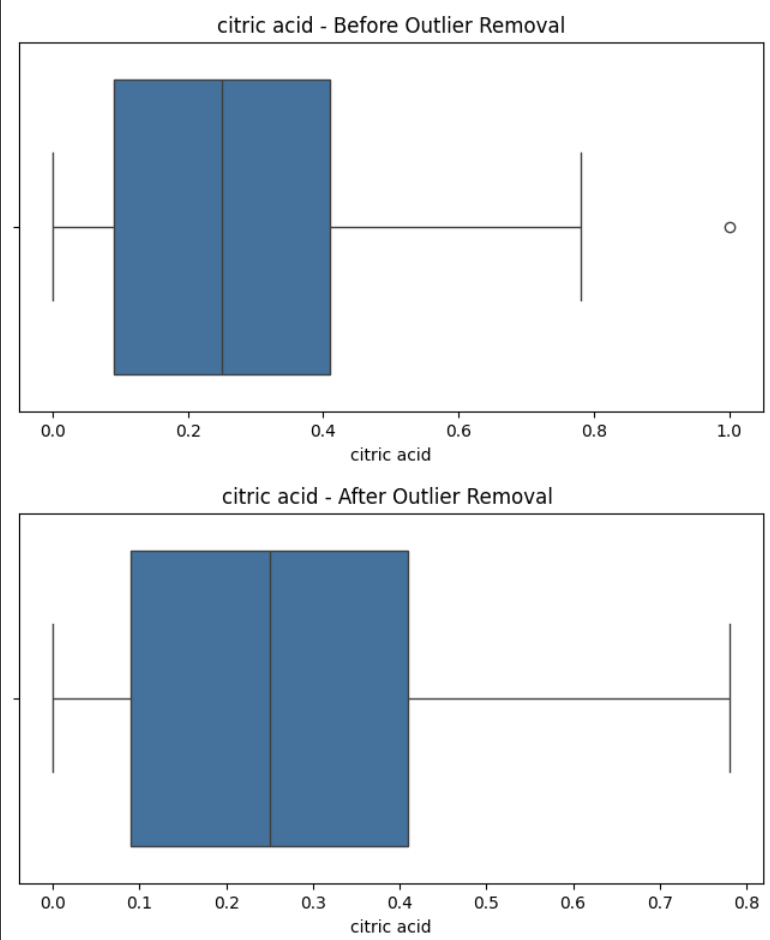 citric acid - Before Outlier Removal
0.0 0.2 0.4 0.6 0.8 1.0
citric acid
citric acid - After Outlier Removal
0.0 0.1 0.2 0.3 0.4 0.5 0.6 0.7 0.8
citric acid